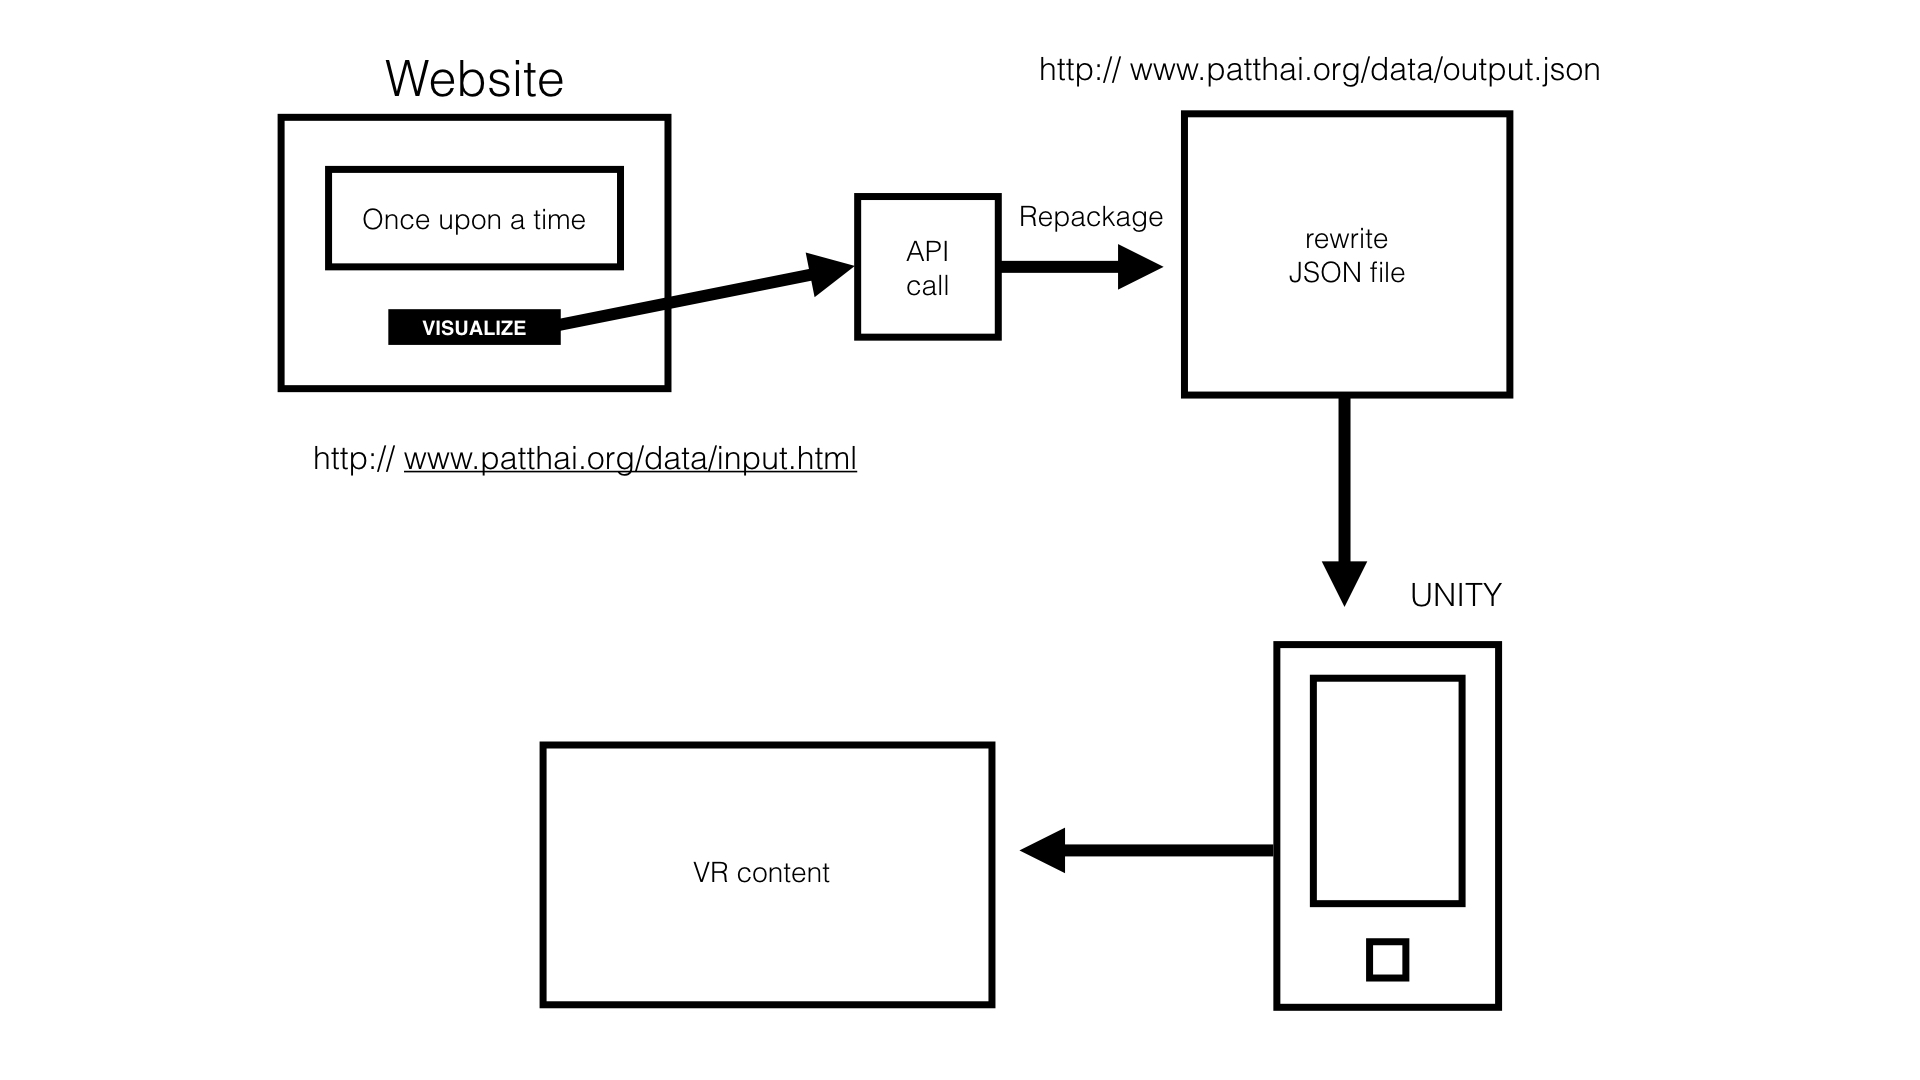 Website
http:// www.patthai.org/data/output.json
Once upon a time
VISUALIZE
API
call
Repackage
rewrite
JSON file
http:// www.patthai.org/data/input.html
UNITY
VR content